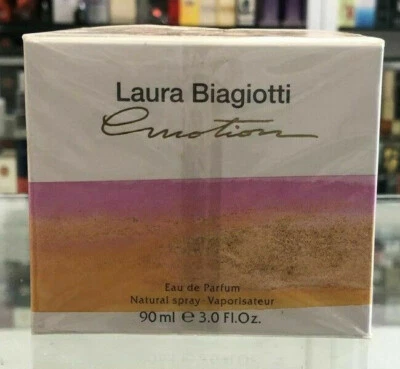 Laura Biagiotti
emotion
Eau de Parfum
Natural spray · Vaporisateur
90 ml ℮ 3.0 Fl.Oz.